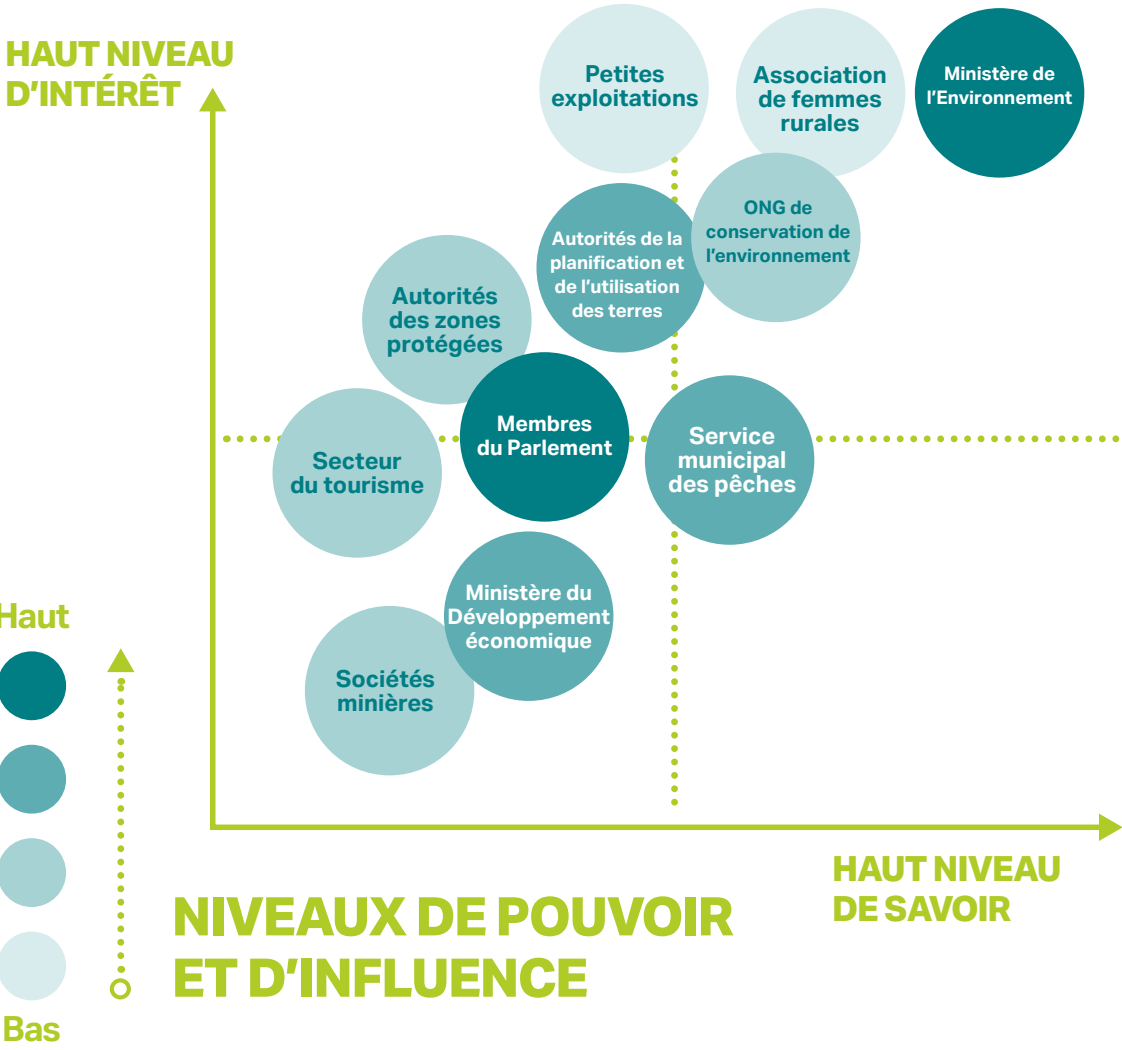 HAUT NIVEAU
D'INTÉRÊT
Petites
exploitations
Association
de femmes
rurales
Ministère de
l'Environnement
ONG de
conservation de
l'environnement
Autorités de la
planification et
de l'utilisation
des terres
Autorités
des zones
protégées
Membres
du Parlement
Service
municipal
des pêches
Secteur
du tourisme
Ministère du
Développement
économique
Sociétés
minières
Haut
Bas
HAUT NIVEAU
DE SAVOIR
NIVEAUX DE POUVOIR
ET D'INFLUENCE